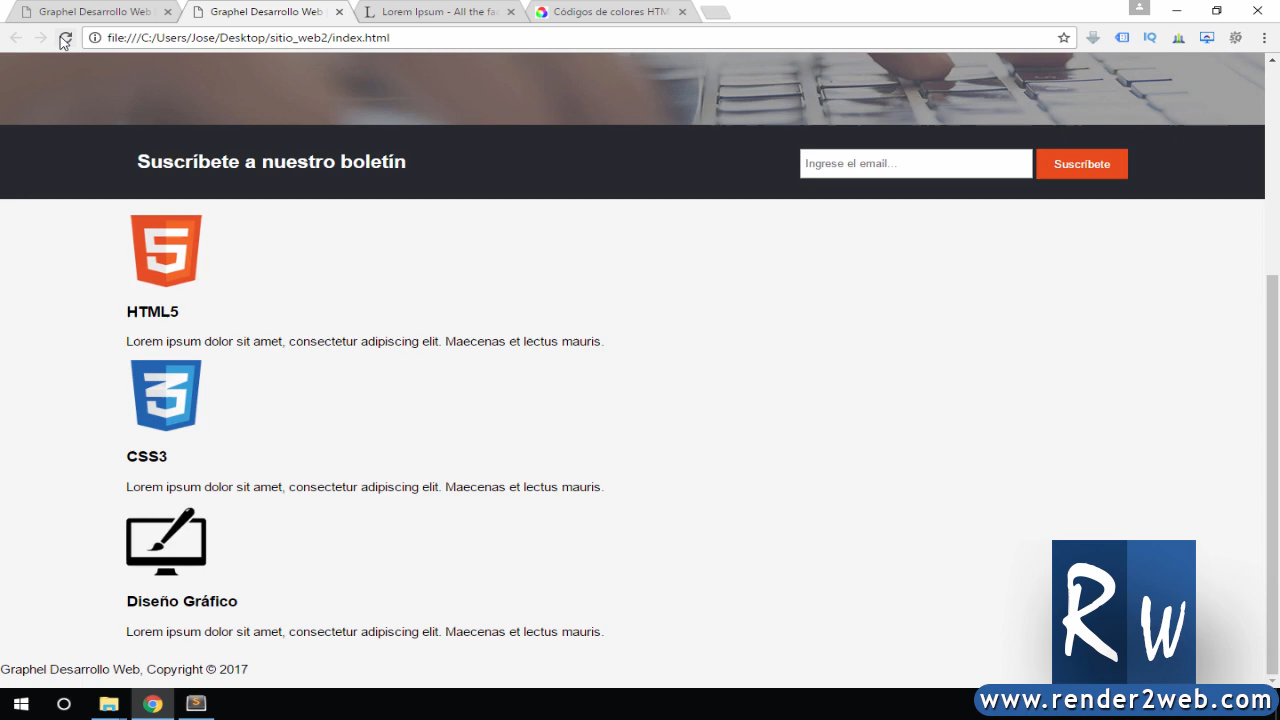 Graphel Desarrollo Web
Graphel Desarrollo Web
Lorem Ipsum - All the fac
Códigos de colores HTM
file:///C:/Users/Jose/Desktop/sitio_web2/index.html
Suscríbete a nuestro boletín
Ingrese el email...
Suscríbete
HTML5
Lorem ipsum dolor sit amet, consectetur adipiscing elit. Maecenas et lectus mauris.
CSS3
Lorem ipsum dolor sit amet, consectetur adipiscing elit. Maecenas et lectus mauris.
Diseño Gráfico
Lorem ipsum dolor sit amet, consectetur adipiscing elit. Maecenas et lectus mauris.
Graphel Desarrollo Web, Copyright © 2017
RW
www.render2web.com